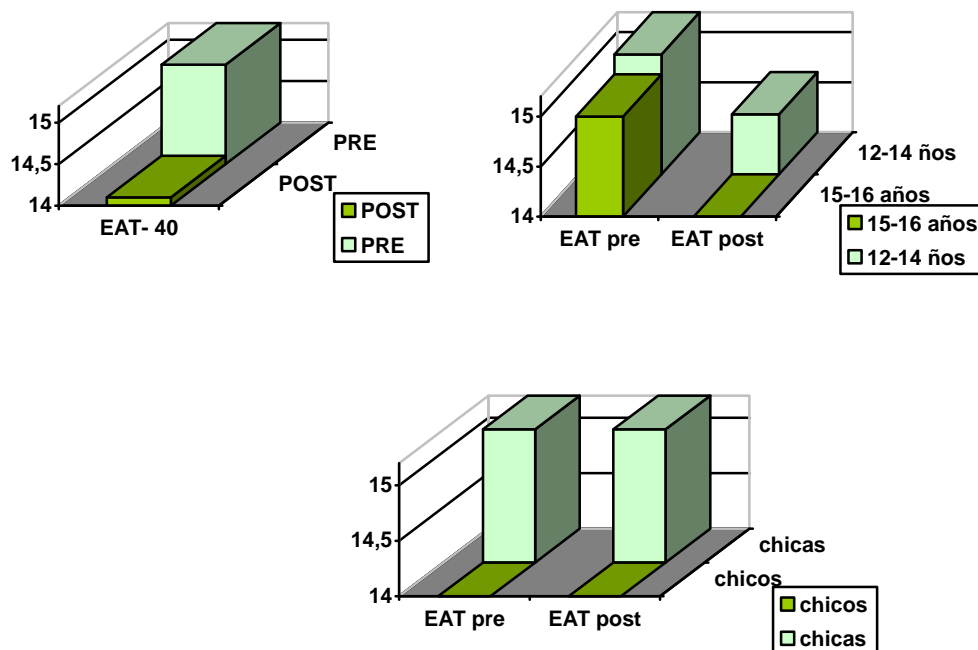 15
14,5
14
PRE
POST
EAT- 40
POST
PRE
15
14,5
14
12-14 ños
15-16 años
EAT pre EAT post
15-16 años
12-14 ños
15
14,5
14
chicas
chicos
EAT pre EAT post
chicos
chicas